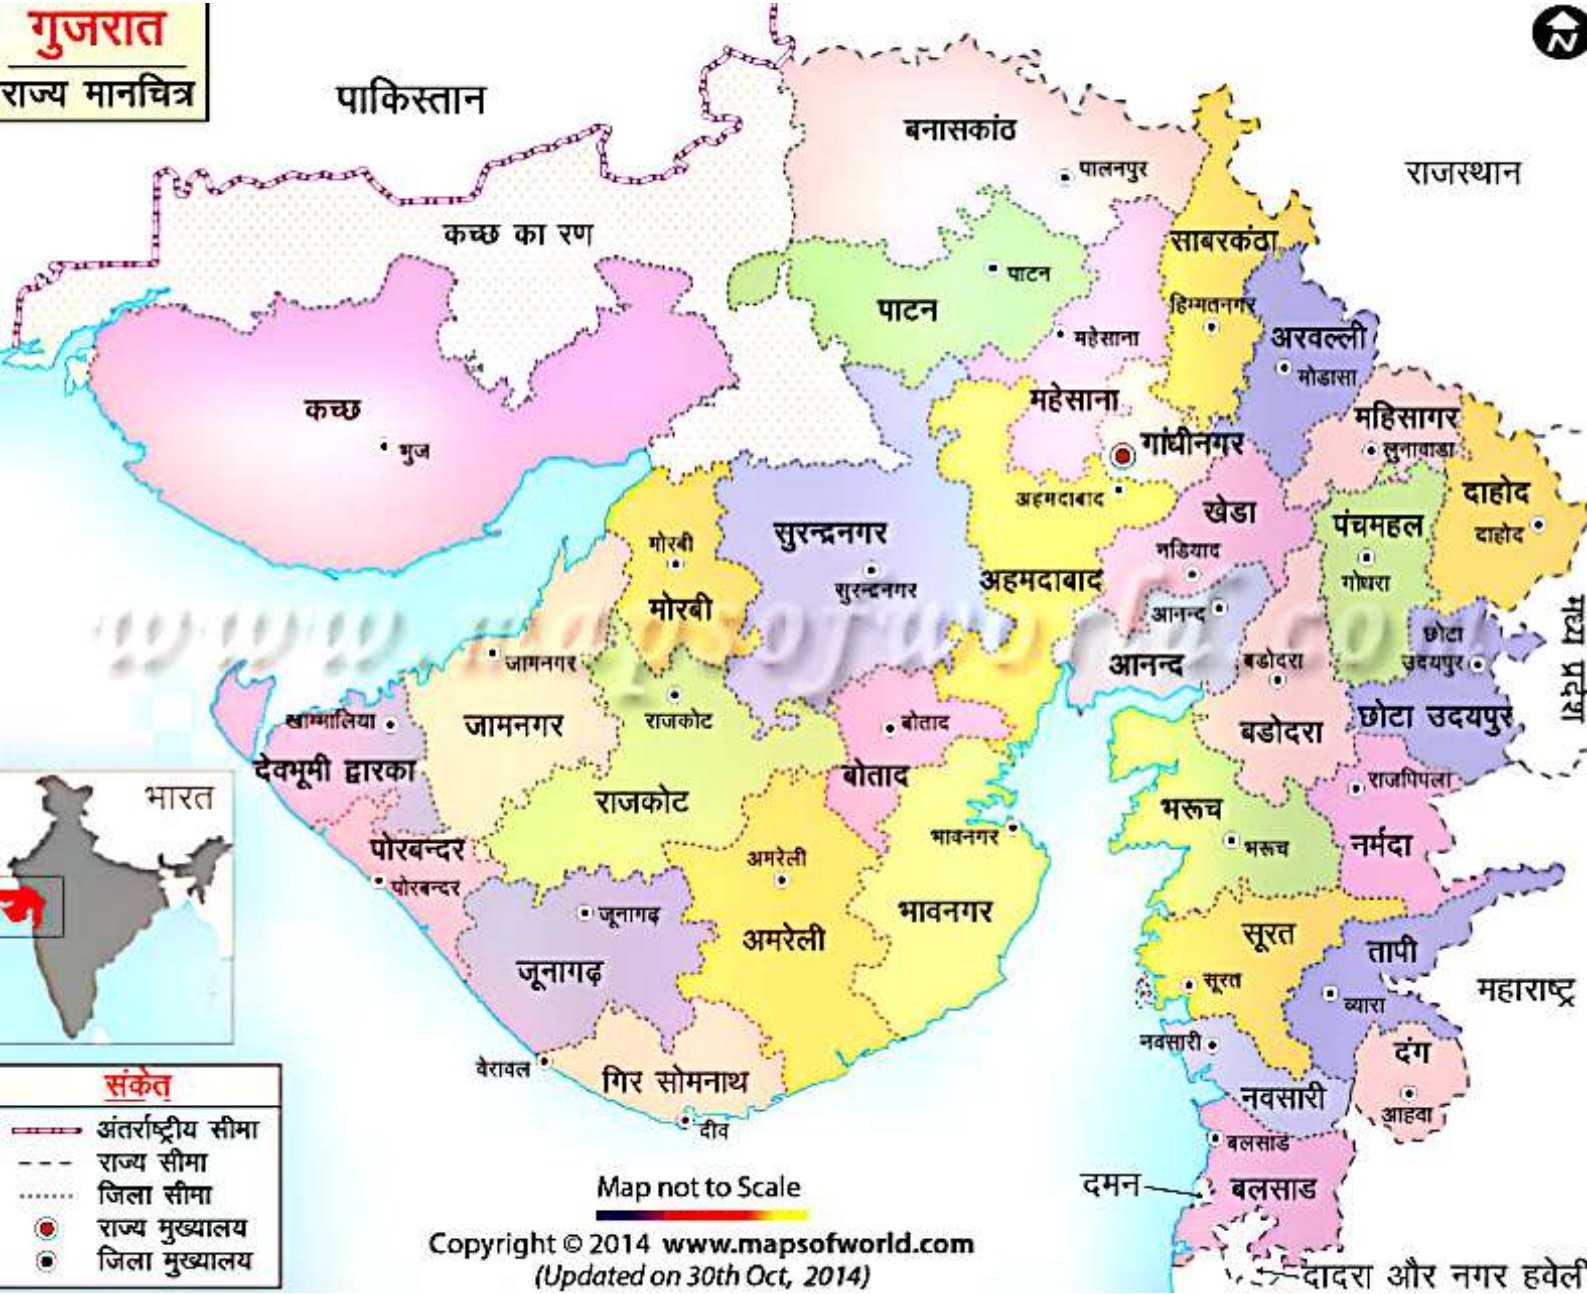 गुजरात
राज्य मानचित्र
पाकिस्तान
N
बनासकांठ
पालनपुर
राजस्थान
कच्छ का रण
साबरकंठा
पाटन
पाटन
हिम्मतनगर
महेसाना
अरवल्ली
मोडासा
कच्छ
महेसाना
महिसागर
भुज
गांधीनगर
लुनावाडा
अहमदाबाद
खेडा
दाहोद
पंचमहल
दाहोद
सुरन्द्रनगर
मोरबी
नडियाद
गोधरा
सुरन्द्रनगर
अहमदाबाद
मोरबी
आनन्द
छोटा
उदयपुर
मध्य प्रदेश
www.mapsofworld.com
जामनगर
आनन्द
बडोदरा
खाम्मालिया
जामनगर
राजकोट
बोताद
बडोदरा
छोटा उदयपुर
देवभूमी द्वारका
बोताद
राजपिपला
भारत
राजकोट
भरूच
भावनगर
भरूच
नर्मदा
पोरबन्दर
अमरेली
पोरबन्दर
जूनागढ़
भावनगर
अमरेली
सूरत
तापी
जूनागढ़
सूरत
व्यारा
महाराष्ट्र
नवसारी
दंग
वेरावल
गिर सोमनाथ
नवसारी
आहवा
दीव
बलसाड
दमन
बलसाड
दादरा और नगर हवेली
संकेत
अंतर्राष्ट्रीय सीमा
राज्य सीमा
जिला सीमा
राज्य मुख्यालय
जिला मुख्यालय
Map not to Scale
Copyright © 2014 www.mapsofworld.com
(Updated on 30th Oct, 2014)